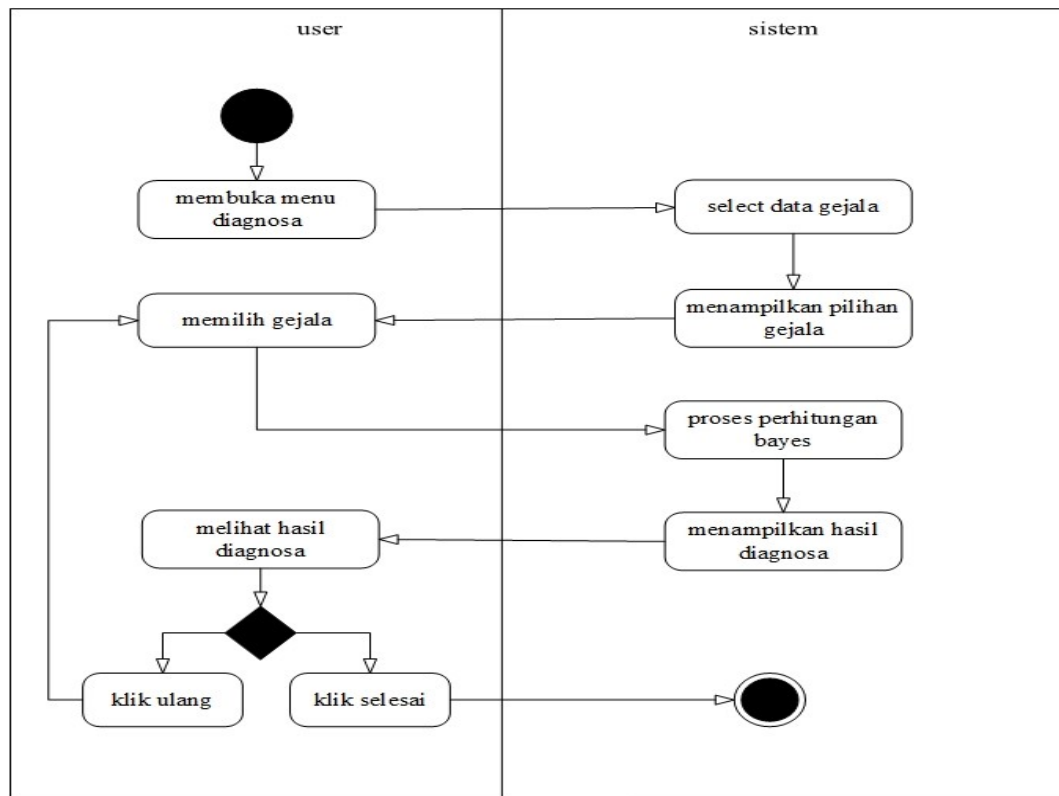 user
sistem
membuka menu
diagnosa
select data gejala
menampilkan pilihan
gejala
memilih gejala
proses perhitungan
bayes
menampilkan hasil
diagnosa
melihat hasil
diagnosa
klik ulang
klik selesai